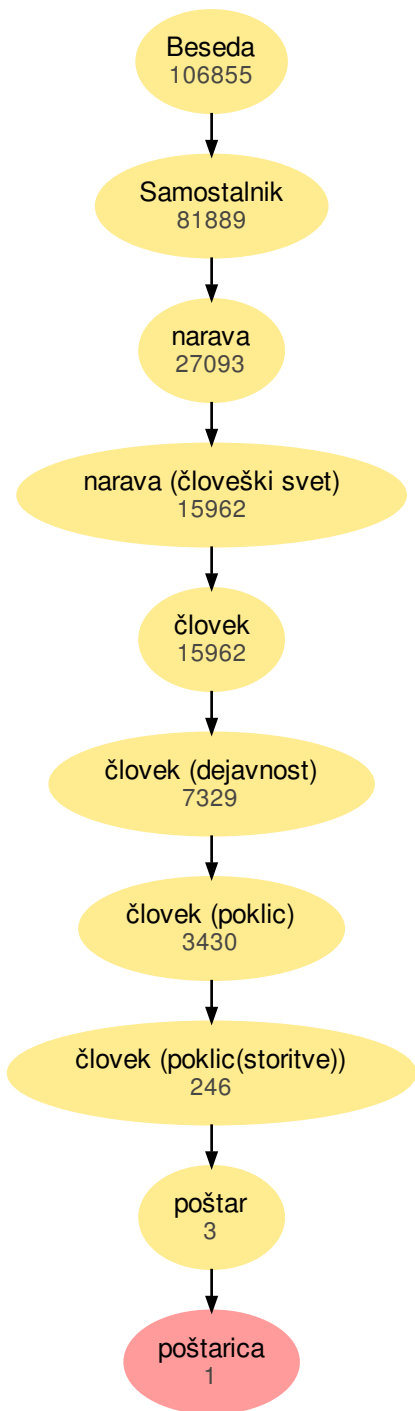 Beseda
106855
Samostalnik
81889
narava
27093
narava (človeški svet)
15962
človek
15962
človek (dejavnost)
7329
človek (poklic)
3430
človek (poklic(storitve))
246
poštar
3
poštarica
1